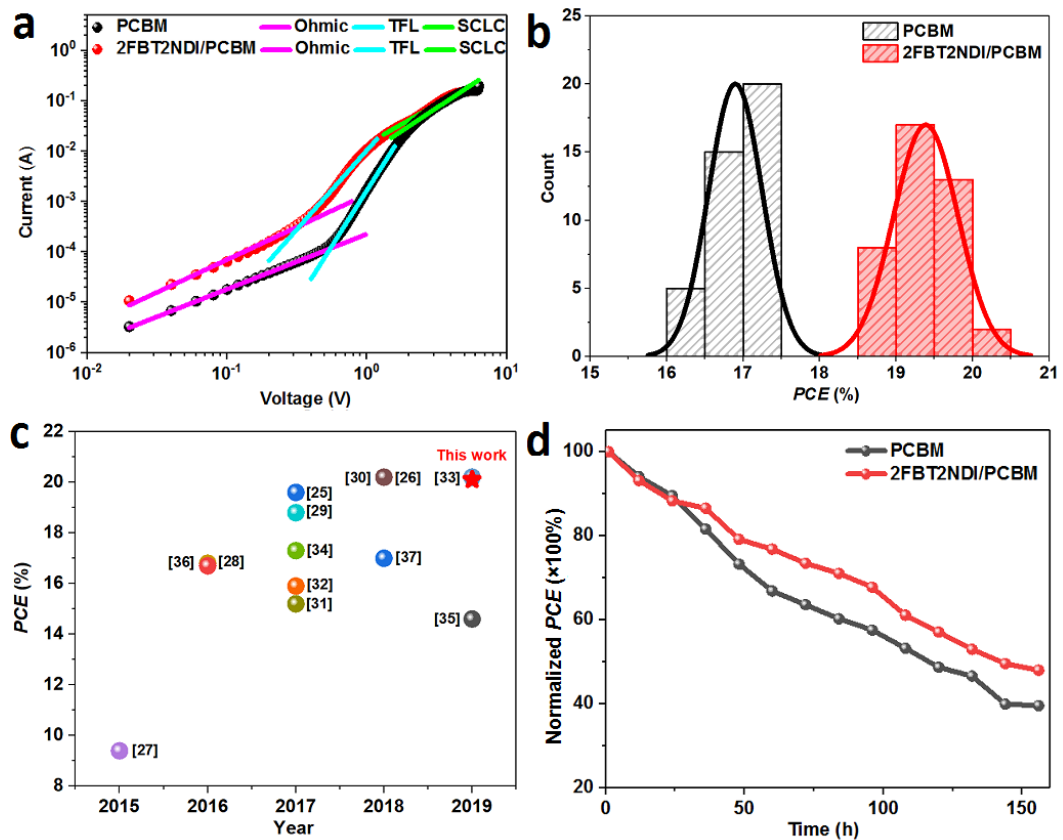 a
PCBM
2FBT2NDI/PCBM
Ohmic TFL SCLC
Ohmic TFL SCLC
10⁰
10⁻¹
10⁻²
10⁻³
10⁻⁴
10⁻⁵
10⁻⁶
Current (A)
10⁻² 10⁻¹ 10⁰ 10¹
Voltage (V)
b
PCBM
2FBT2NDI/PCBM
25
20
15
10
5
0
Count
15 16 17 18 19 20 21
PCE (%)
c
22
20
18
16
14
12
10
8
PCE (%)
This work
[30] [26] [33]
[25]
[29]
[34]
[36] [28] [37]
[32]
[31]
[35]
[27]
2015 2016 2017 2018 2019
Year
d
PCBM
2FBT2NDI/PCBM
100
80
60
40
20
Normalized PCE (×100%)
0 50 100 150
Time (h)